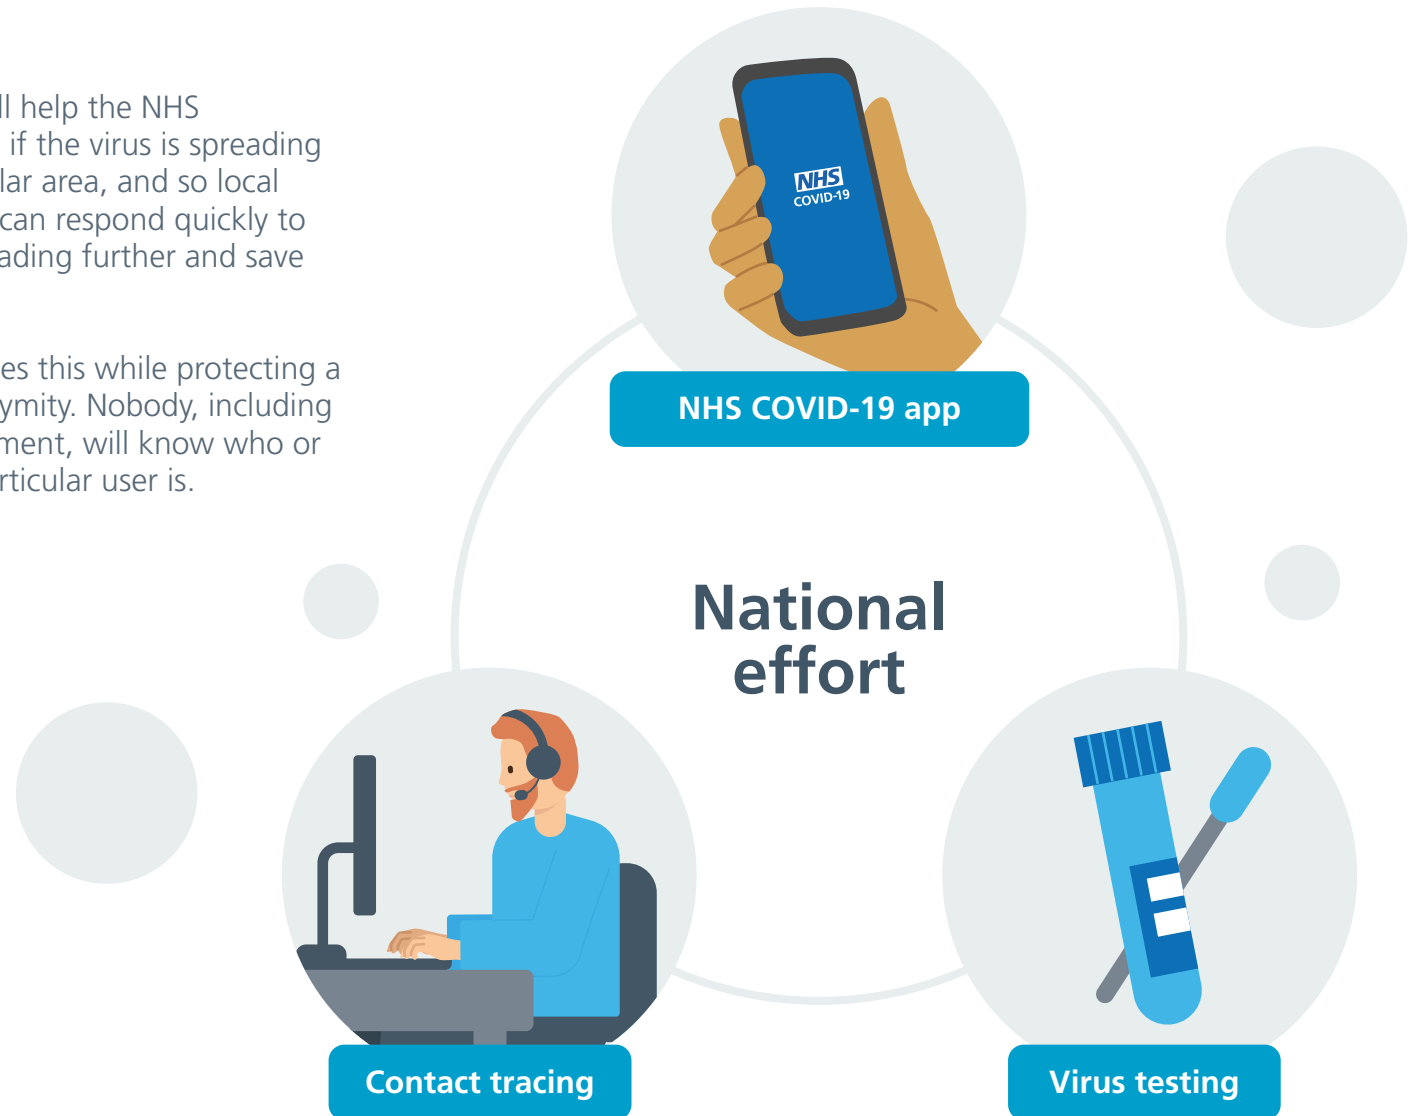 ll help the NHS
if the virus is spreading
lar area, and so local
can respond quickly to
ading further and save
es this while protecting a
ymity. Nobody, including
ment, will know who or
rticular user is.
NHS
COVID-19
NHS COVID-19 app
National
effort
Contact tracing
Virus testing